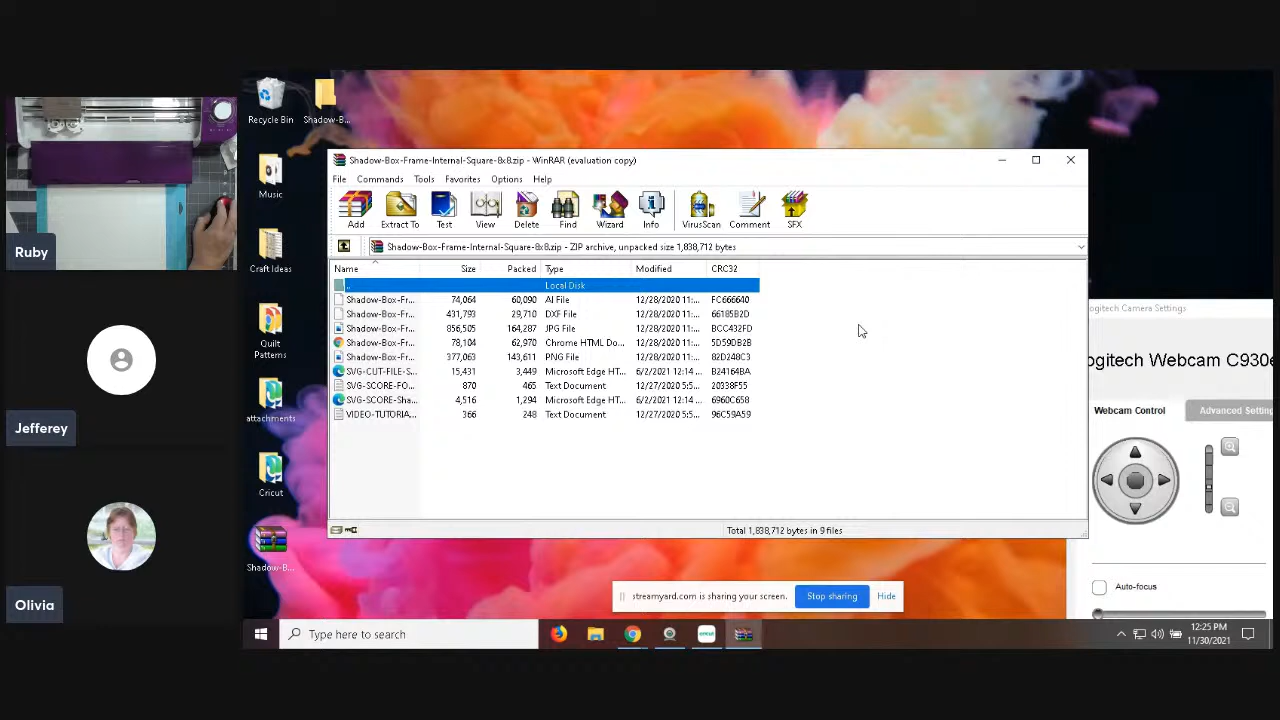 Ruby
Jefferey
Olivia
Recycle Bin
Shadow-B...
Music
Craft Ideas
Quilt
Patterns
attachments
Cricut
Shadow-B...
Shadow-Box-Frame-Internal-Square-8x8.zip - WinRAR (evaluation copy)
File Commands Tools Favorites Options Help
Add Extract To Test View Delete Find Wizard Info VirusScan Comment SFX
Shadow-Box-Frame-Internal-Square-8x8.zip - ZIP archive, unpacked size 1,838,712 bytes
Name Size Packed Type Modified CRC32
.. Local Disk
Shadow-Box-Fr... 74,064 60,090 AI File 12/28/2020 11:... FC666640
Shadow-Box-Fr... 431,793 29,710 DXF File 12/28/2020 11:... 66185B2D
Shadow-Box-Fr... 856,505 164,287 JPG File 12/28/2020 11:... BCC432FD
Shadow-Box-Fr... 78,104 62,970 Chrome HTML Do... 12/28/2020 11:... 5D59DB2B
Shadow-Box-Fr... 377,063 143,611 PNG File 12/28/2020 11:... 82D248C3
SVG-CUT-FILE-S... 15,431 3,449 Microsoft Edge HT... 6/2/2021 12:14 ... B24164BA
SVG-SCORE-FO... 870 465 Text Document 12/27/2020 5:5... 20338F55
SVG-SCORE-Sha... 4,516 1,294 Microsoft Edge HT... 6/2/2021 12:14 ... 6960C658
VIDEO-TUTORIA... 366 248 Text Document 12/27/2020 5:5... 96C59A59
Total 1,838,712 bytes in 9 files
ogitech Camera Settings
ogitech Webcam C930e
Webcam Control Advanced Setting
Auto-focus
streamyard.com is sharing your screen. Stop sharing Hide
Type here to search
cricut
12:25 PM
11/30/2021